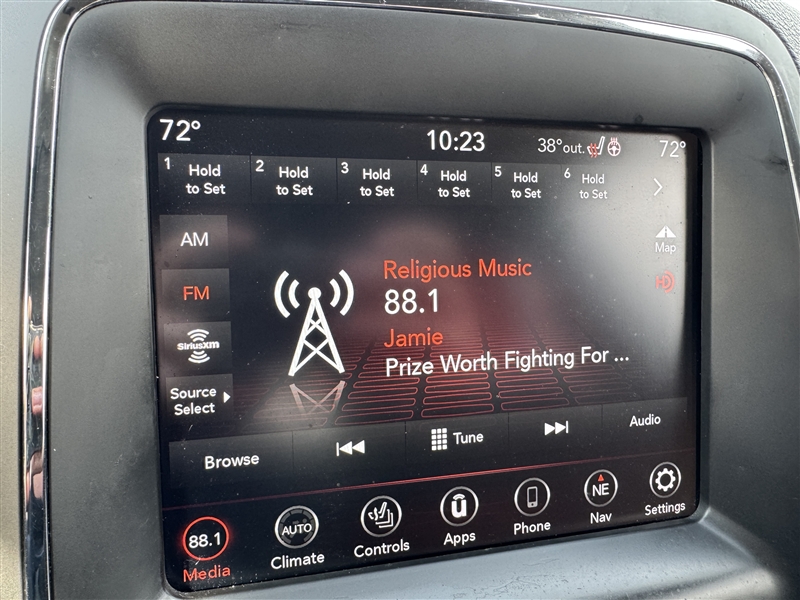 72°
10:23
38°out.
72°
1 Hold to Set
2 Hold to Set
3 Hold to Set
4 Hold to Set
5 Hold to Set
6 Hold to Set
AM
FM
SiriusXM
Source
Select
Map
HD
Religious Music
88.1
Jamie
Prize Worth Fighting For ...
Browse
Tune
Audio
88.1
Media
AUTO
Climate
Controls
U
Apps
Phone
NE
Nav
Settings